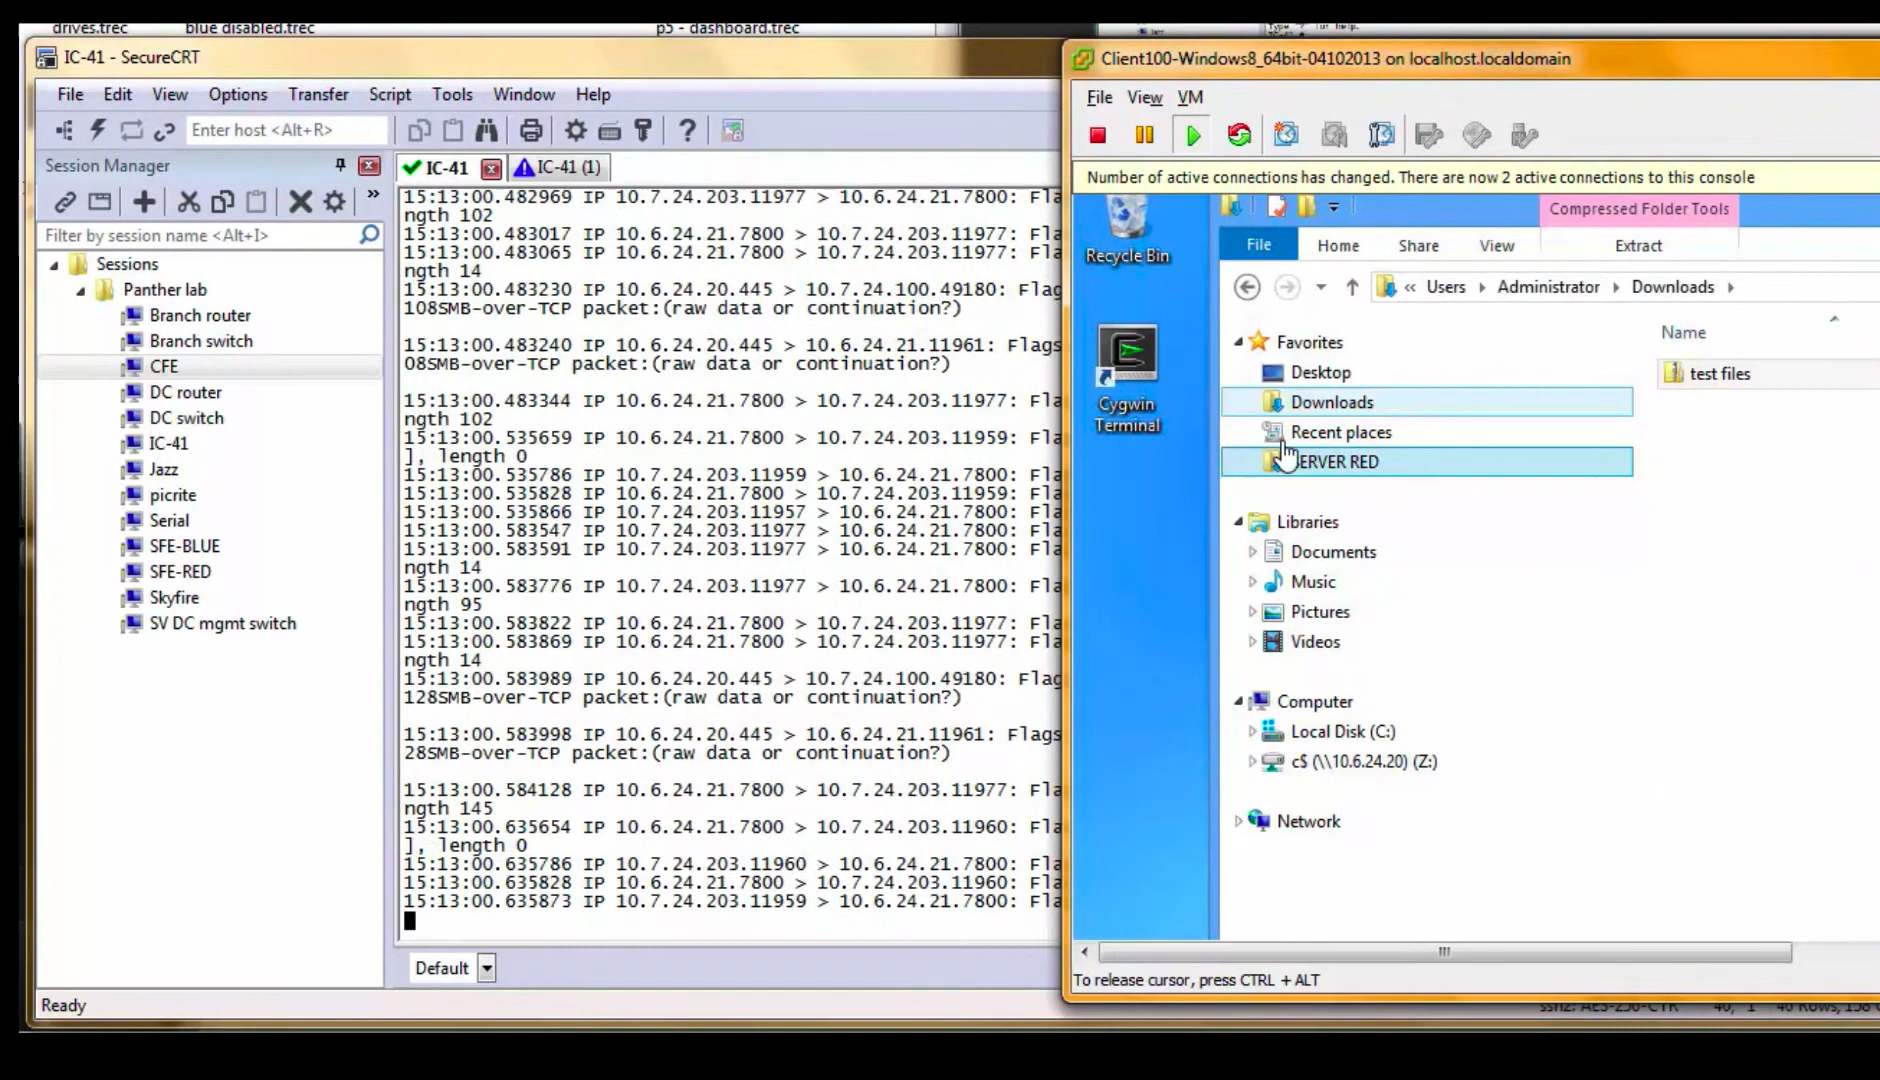 drives.trec
blue disabled.trec
p5 - dashboard.trec
IC-41 - SecureCRT
File Edit View Options Transfer Script Tools Window Help
Enter host <Alt+R>
Session Manager
Filter by session name <Alt+I>
Sessions
Panther lab
Branch router
Branch switch
CFE
DC router
DC switch
IC-41
Jazz
picrite
Serial
SFE-BLUE
SFE-RED
Skyfire
SV DC mgmt switch
IC-41
IC-41 (1)
15:13:00.482969 IP 10.7.24.203.11977 > 10.6.24.21.7800: Fla
ngth 102
15:13:00.483017 IP 10.6.24.21.7800 > 10.7.24.203.11977: Fla
15:13:00.483065 IP 10.6.24.21.7800 > 10.7.24.203.11977: Fla
ngth 14
15:13:00.483230 IP 10.6.24.20.445 > 10.7.24.100.49180: Flag
108SMB-over-TCP packet:(raw data or continuation?)
15:13:00.483240 IP 10.6.24.20.445 > 10.6.24.21.11961: Flags
08SMB-over-TCP packet:(raw data or continuation?)
15:13:00.483344 IP 10.6.24.21.7800 > 10.7.24.203.11977: Fla
ngth 102
15:13:00.535659 IP 10.6.24.21.7800 > 10.7.24.203.11959: Fla
], length 0
15:13:00.535786 IP 10.7.24.203.11959 > 10.6.24.21.7800: Fla
15:13:00.535828 IP 10.6.24.21.7800 > 10.7.24.203.11959: Fla
15:13:00.535866 IP 10.7.24.203.11957 > 10.6.24.21.7800: Fla
15:13:00.583547 IP 10.6.24.21.7800 > 10.7.24.203.11977: Fla
15:13:00.583591 IP 10.7.24.203.11977 > 10.6.24.21.7800: Fla
ngth 14
15:13:00.583776 IP 10.7.24.203.11977 > 10.6.24.21.7800: Fla
ngth 95
15:13:00.583822 IP 10.6.24.21.7800 > 10.7.24.203.11977: Fla
15:13:00.583869 IP 10.6.24.21.7800 > 10.7.24.203.11977: Fla
ngth 14
15:13:00.583989 IP 10.6.24.20.445 > 10.7.24.100.49180: Flag
128SMB-over-TCP packet:(raw data or continuation?)
15:13:00.583998 IP 10.6.24.20.445 > 10.6.24.21.11961: Flags
28SMB-over-TCP packet:(raw data or continuation?)
15:13:00.584128 IP 10.6.24.21.7800 > 10.7.24.203.11977: Fla
ngth 145
15:13:00.635654 IP 10.6.24.21.7800 > 10.7.24.203.11960: Fla
], length 0
15:13:00.635786 IP 10.7.24.203.11960 > 10.6.24.21.7800: Fla
15:13:00.635828 IP 10.6.24.21.7800 > 10.7.24.203.11960: Fla
15:13:00.635873 IP 10.7.24.203.11959 > 10.6.24.21.7800: Fla
Default
Ready
Client100-Windows8_64bit-04102013 on localhost.localdomain
File View VM
Number of active connections has changed. There are now 2 active connections to this console
Recycle Bin
Cygwin
Terminal
Compressed Folder Tools
File Home Share View Extract
« Users Administrator Downloads
Favorites
Desktop
Downloads
Recent places
ERVER RED
Libraries
Documents
Music
Pictures
Videos
Computer
Local Disk (C:)
c$ (\\10.6.24.20) (Z:)
Network
Name
test files
To release cursor, press CTRL + ALT